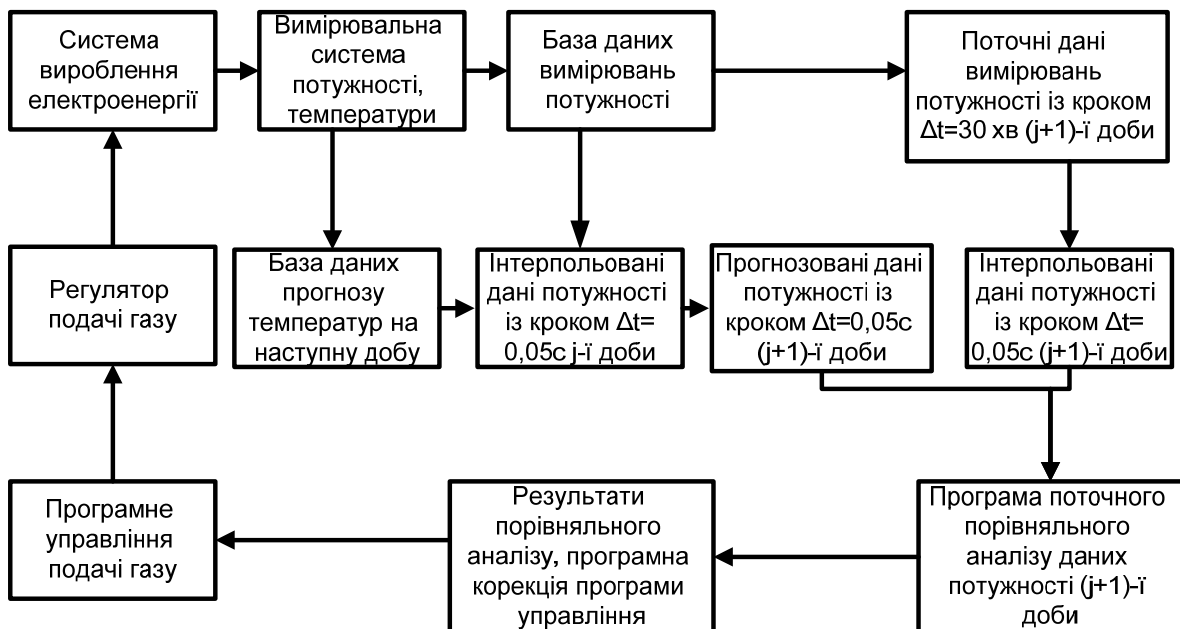 Система
вироблення
електроенергії
Вимірювальна
система
потужності,
температури
База даних
вимірювань
потужності
Поточні дані
вимірювань
потужності із кроком
Δt=30 хв (j+1)-ї доби
Регулятор
подачі газу
База даних
прогнозу
температур на
наступну добу
Інтерпольовані
дані потужності
із кроком Δt=
0,05с j-ї доби
Прогнозовані дані
потужності із
кроком Δt=0,05с
(j+1)-ї доби
Інтерпольовані
дані потужності
із кроком Δt=
0,05с (j+1)-ї доби
Програмне
управління
подачі газу
Результати
порівняльного
аналізу, програмна
корекція програми
управління
Програма поточного
порівняльного
аналізу даних
потужності (j+1)-ї
доби